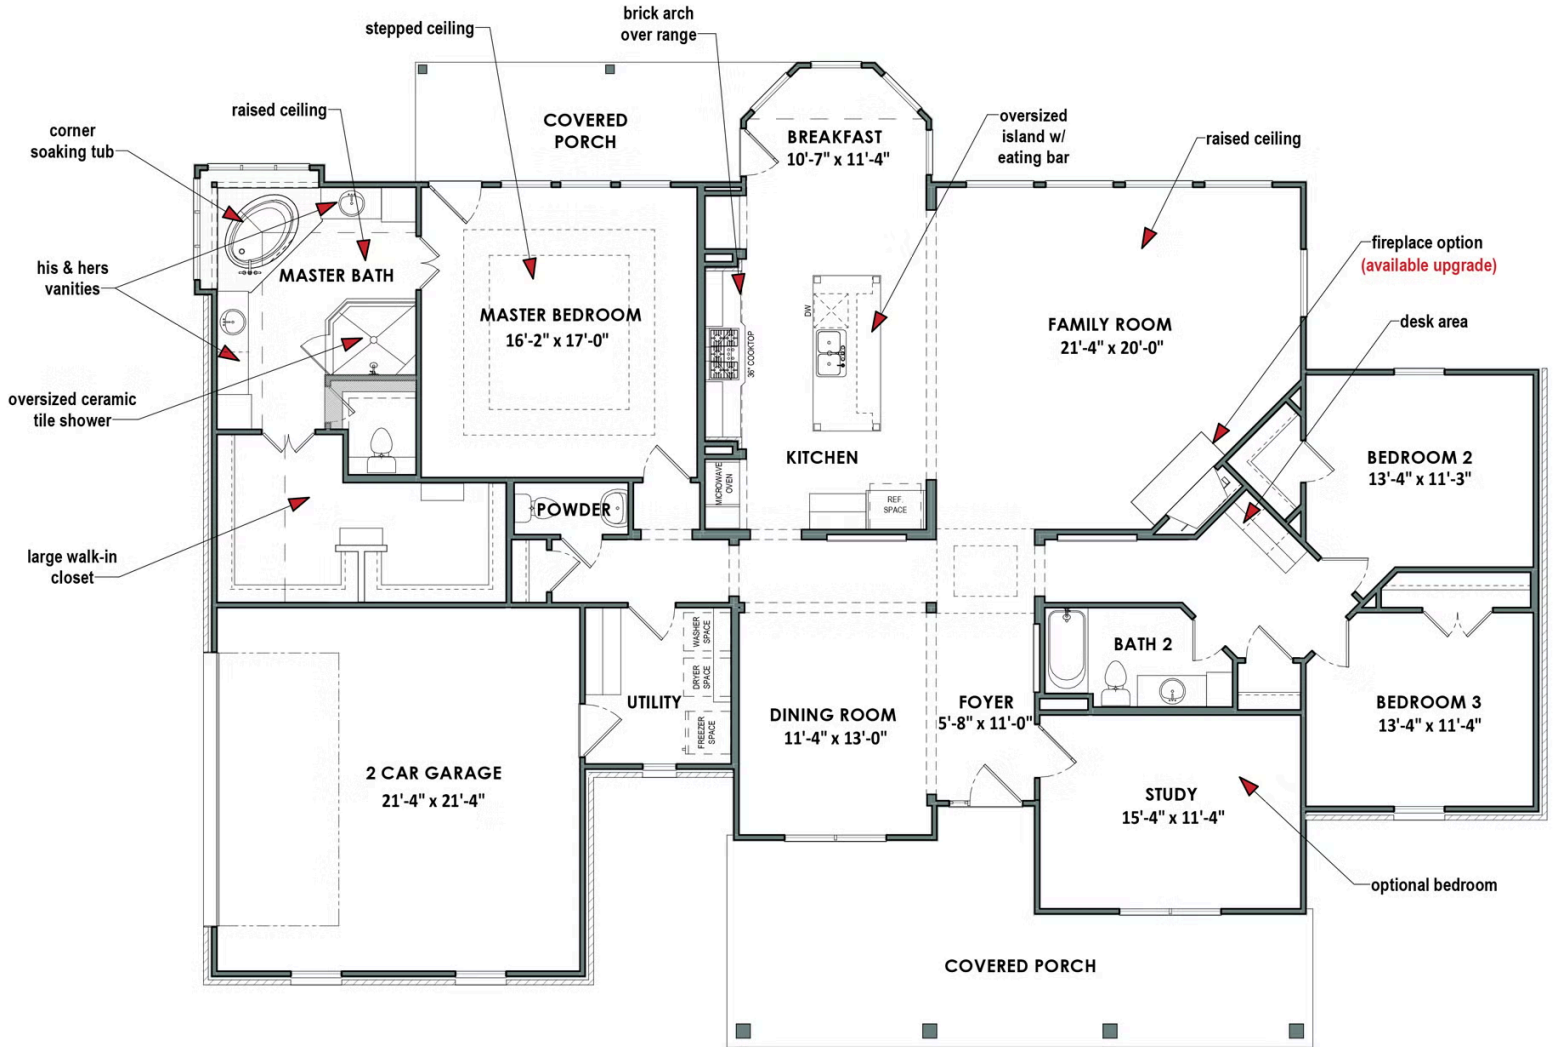 brick arch
over range
stepped ceiling
raised ceiling
corner
soaking tub
COVERED
PORCH
BREAKFAST
10'-7" x 11'-4"
oversized
island w/
eating bar
raised ceiling
his & hers
vanities
MASTER BATH
MASTER BEDROOM
16'-2" x 17'-0"
DW
36" COOKTOP
FAMILY ROOM
21'-4" x 20'-0"
fireplace option
(available upgrade)
desk area
oversized ceramic
tile shower
KITCHEN
MICROWAVE
OVEN
REF.
SPACE
BEDROOM 2
13'-4" x 11'-3"
POWDER
large walk-in
closet
WASHER
SPACE
DRYER
SPACE
FREEZER
SPACE
UTILITY
BATH 2
DINING ROOM
11'-4" x 13'-0"
FOYER
5'-8" x 11'-0"
BEDROOM 3
13'-4" x 11'-4"
2 CAR GARAGE
21'-4" x 21'-4"
STUDY
15'-4" x 11'-4"
optional bedroom
COVERED PORCH